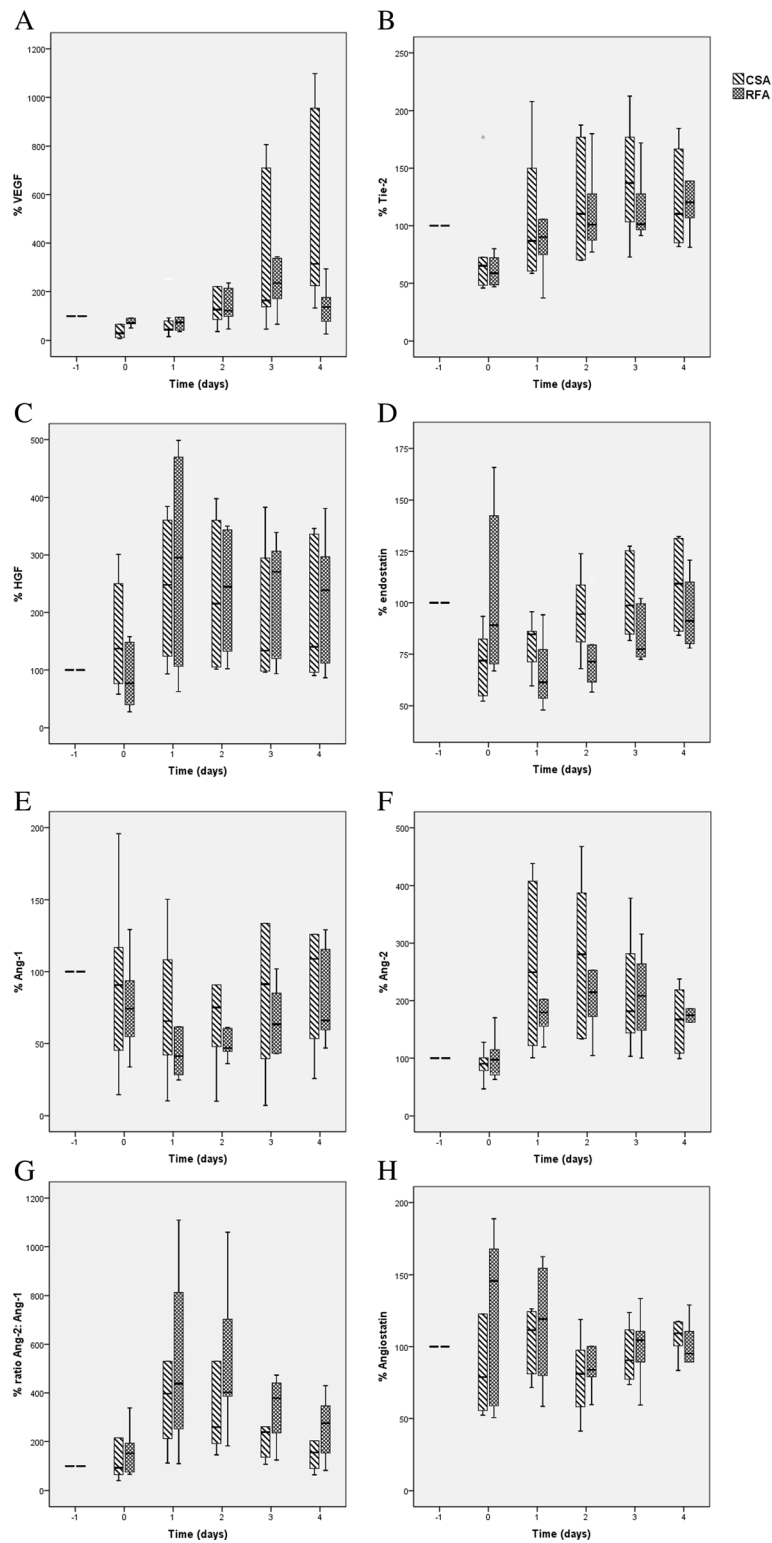 A
1200
1000
800
600
400
200
0
% VEGF
-1 0 1 2 3 4
Time (days)
B
250
200
150
100
50
0
% Tie-2
-1 0 1 2 3 4
Time (days)
CSA
RFA
C
500
400
300
200
100
0
% HGF
-1 0 1 2 3 4
Time (days)
D
175
150
125
100
75
50
% endostatin
-1 0 1 2 3 4
Time (days)
E
200
150
100
50
0
% Ang-1
-1 0 1 2 3 4
Time (days)
F
500
400
300
200
100
0
% Ang-2
-1 0 1 2 3 4
Time (days)
G
1200
1000
800
600
400
200
0
% ratio Ang-2: Ang-1
-1 0 1 2 3 4
Time (days)
H
200
150
100
50
0
% Angiostatin
-1 0 1 2 3 4
Time (days)